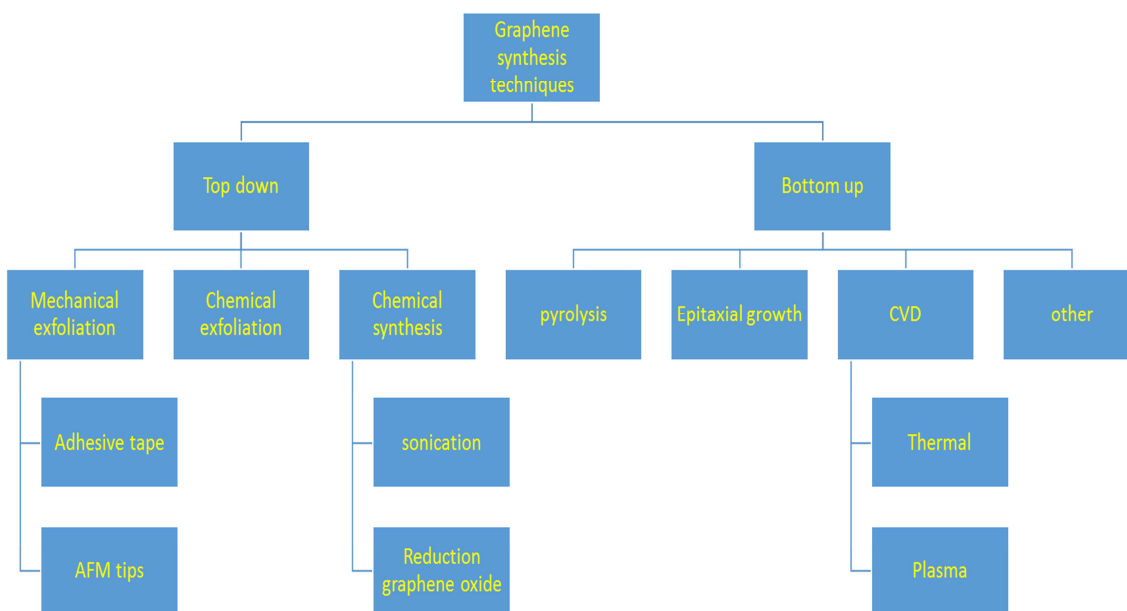 Graphene
synthesis
techniques
Top down
Bottom up
Mechanical
exfoliation
Chemical
exfoliation
Chemical
synthesis
pyrolysis
Epitaxial growth
CVD
other
Adhesive tape
sonication
Thermal
AFM tips
Reduction
graphene oxide
Plasma